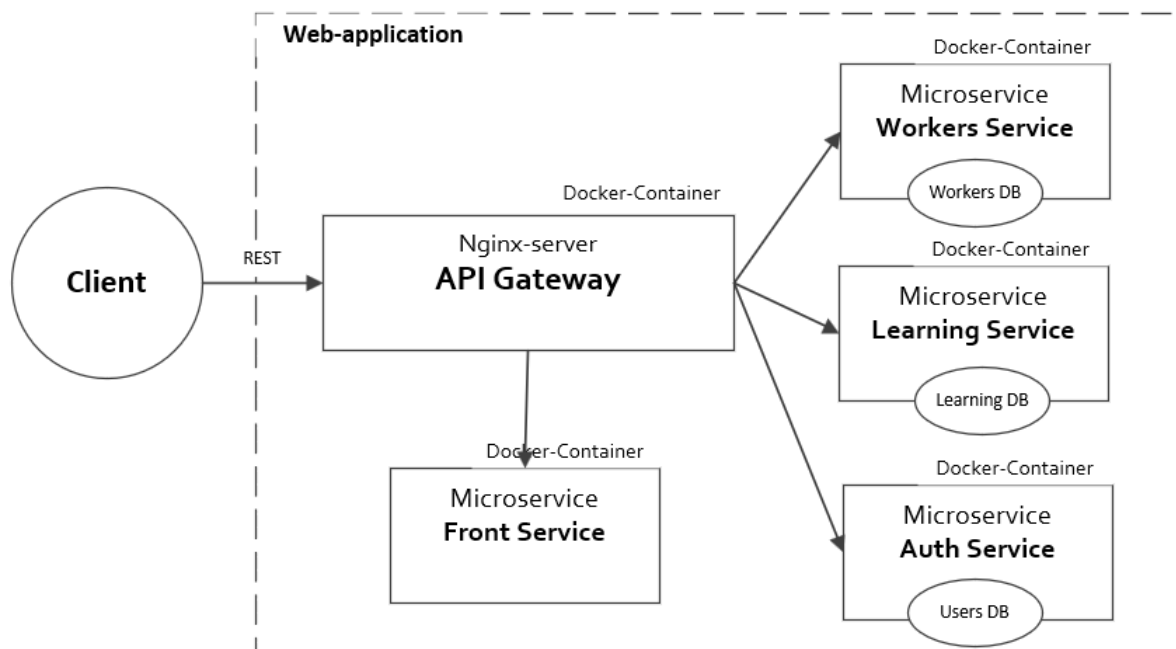 Web-application
Docker-Container
Microservice
Workers Service
Workers DB
Docker-Container
Nginx-server
API Gateway
REST
Client
Docker-Container
Microservice
Learning Service
Learning DB
Docker-Container
Microservice
Front Service
Docker-Container
Microservice
Auth Service
Users DB